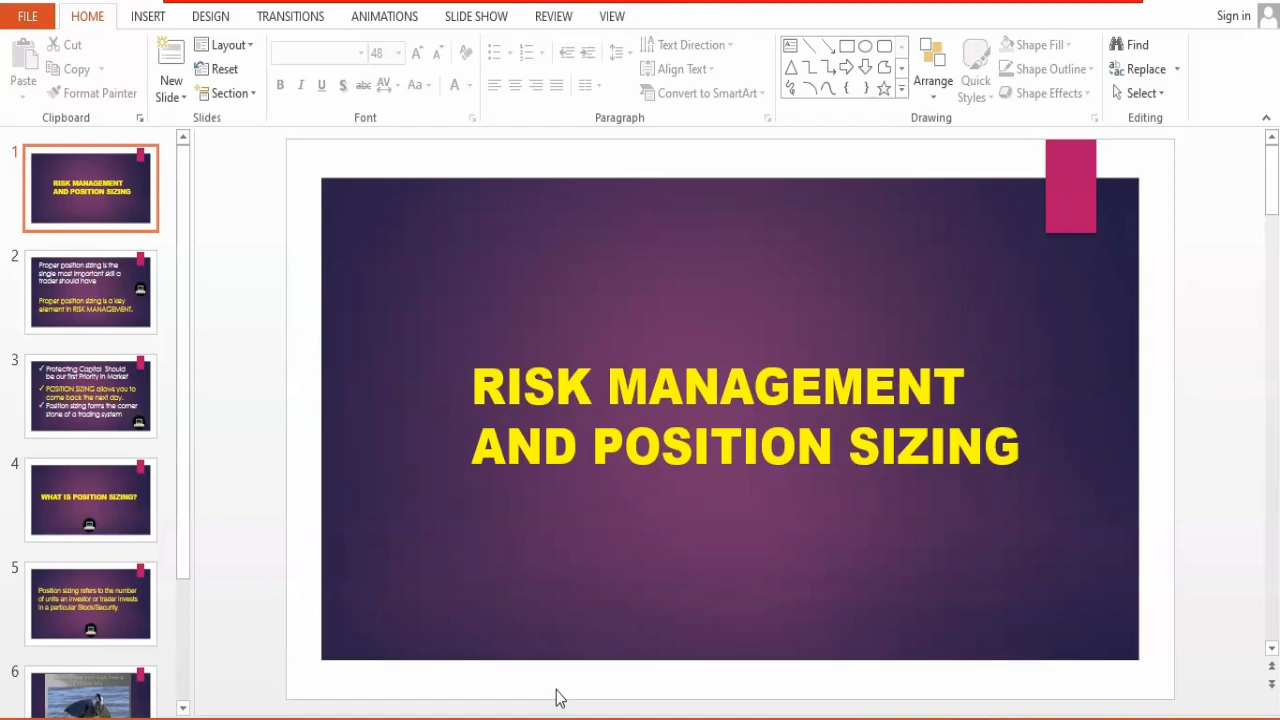 FILE HOME INSERT DESIGN TRANSITIONS ANIMATIONS SLIDE SHOW REVIEW VIEW Sign in
Paste
Cut
Copy
Format Painter
Clipboard
New
Slide
Layout
Reset
Section
Slides
48
B I U S abc AV Aa A
Font
Text Direction
Align Text
Convert to SmartArt
Paragraph
Arrange
Quick
Styles
Shape Fill
Shape Outline
Shape Effects
Drawing
Find
Replace
Select
Editing
1
RISK MANAGEMENT
AND POSITION SIZING
2
Proper position sizing is the
single most important skill a
trader should have
Proper position sizing is a key
element in RISK MANAGEMENT.
3
✓ Protecting Capital Should
be our first Priority in Market
✓ POSITION SIZING allows you to
come back the next day.
✓ Position sizing forms the corner
stone of a trading system
4
WHAT IS POSITION SIZING?
5
Position sizing refers to the number
of units an investor or trader invests
in a particular Stock/Security
6
RISK MANAGEMENT
AND POSITION SIZING